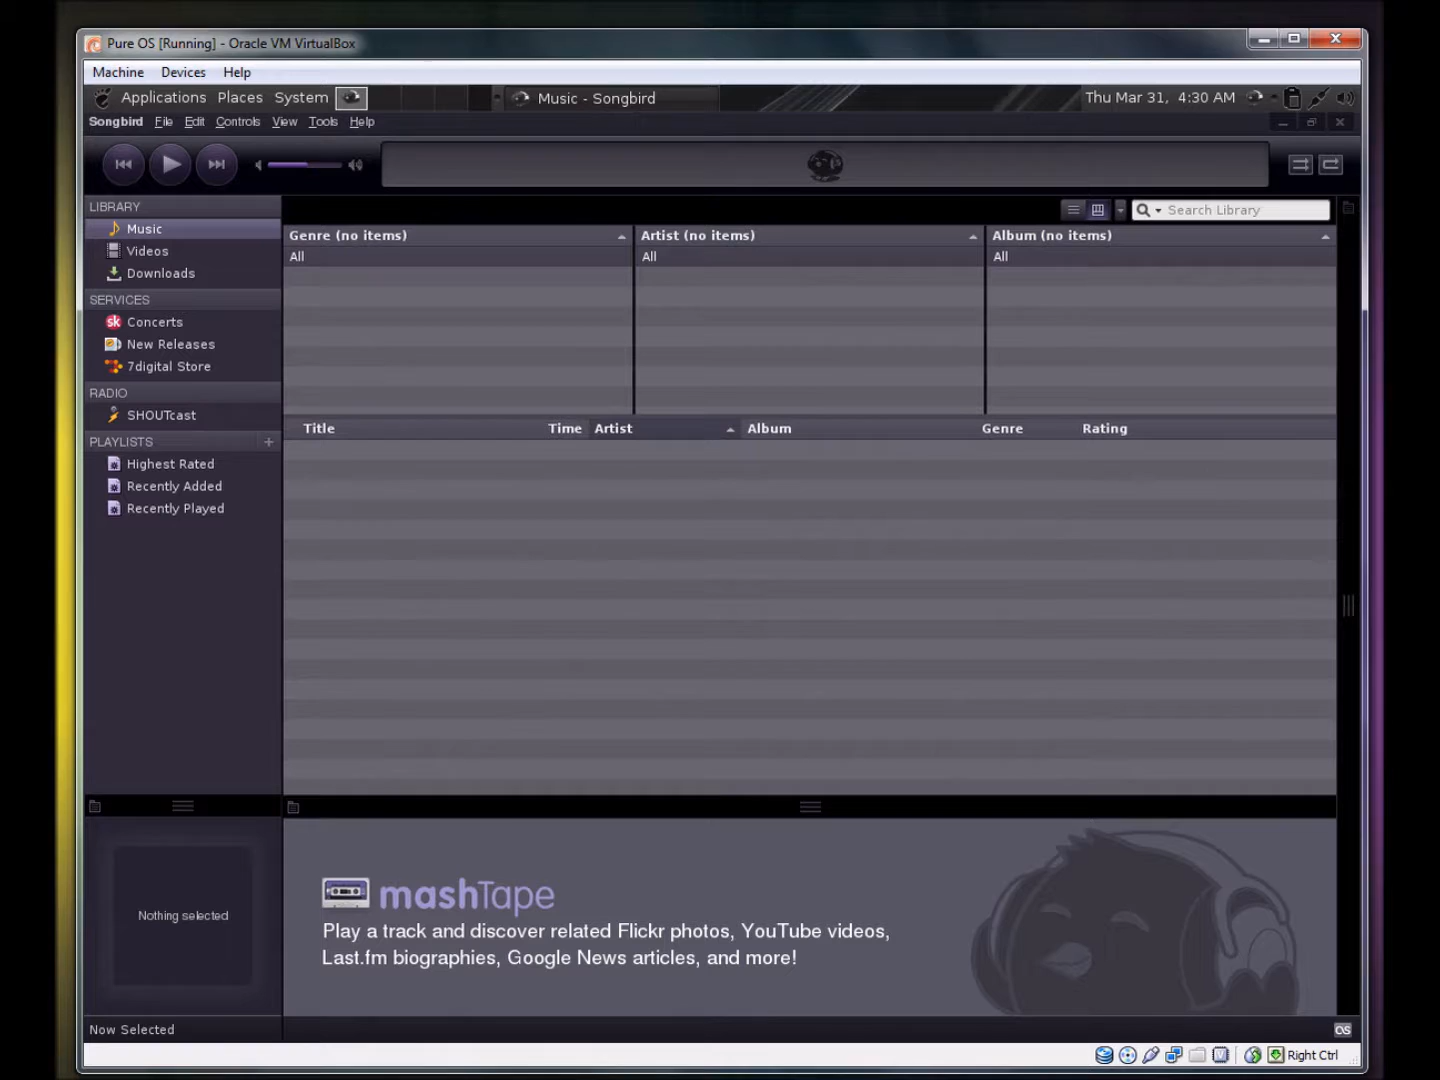 Pure OS [Running] - Oracle VM VirtualBox
Machine Devices Help
Applications Places System Music - Songbird Thu Mar 31, 4:30 AM
Songbird File Edit Controls View Tools Help
LIBRARY
Music
Videos
Downloads
SERVICES
sk Concerts
New Releases
7digital Store
RADIO
SHOUTcast
PLAYLISTS +
Highest Rated
Recently Added
Recently Played
Search Library
Genre (no items) Artist (no items) Album (no items)
All All All
Title Time Artist Album Genre Rating
Nothing selected
mashTape
Play a track and discover related Flickr photos, YouTube videos,
Last.fm biographies, Google News articles, and more!
Now Selected
OS
Right Ctrl